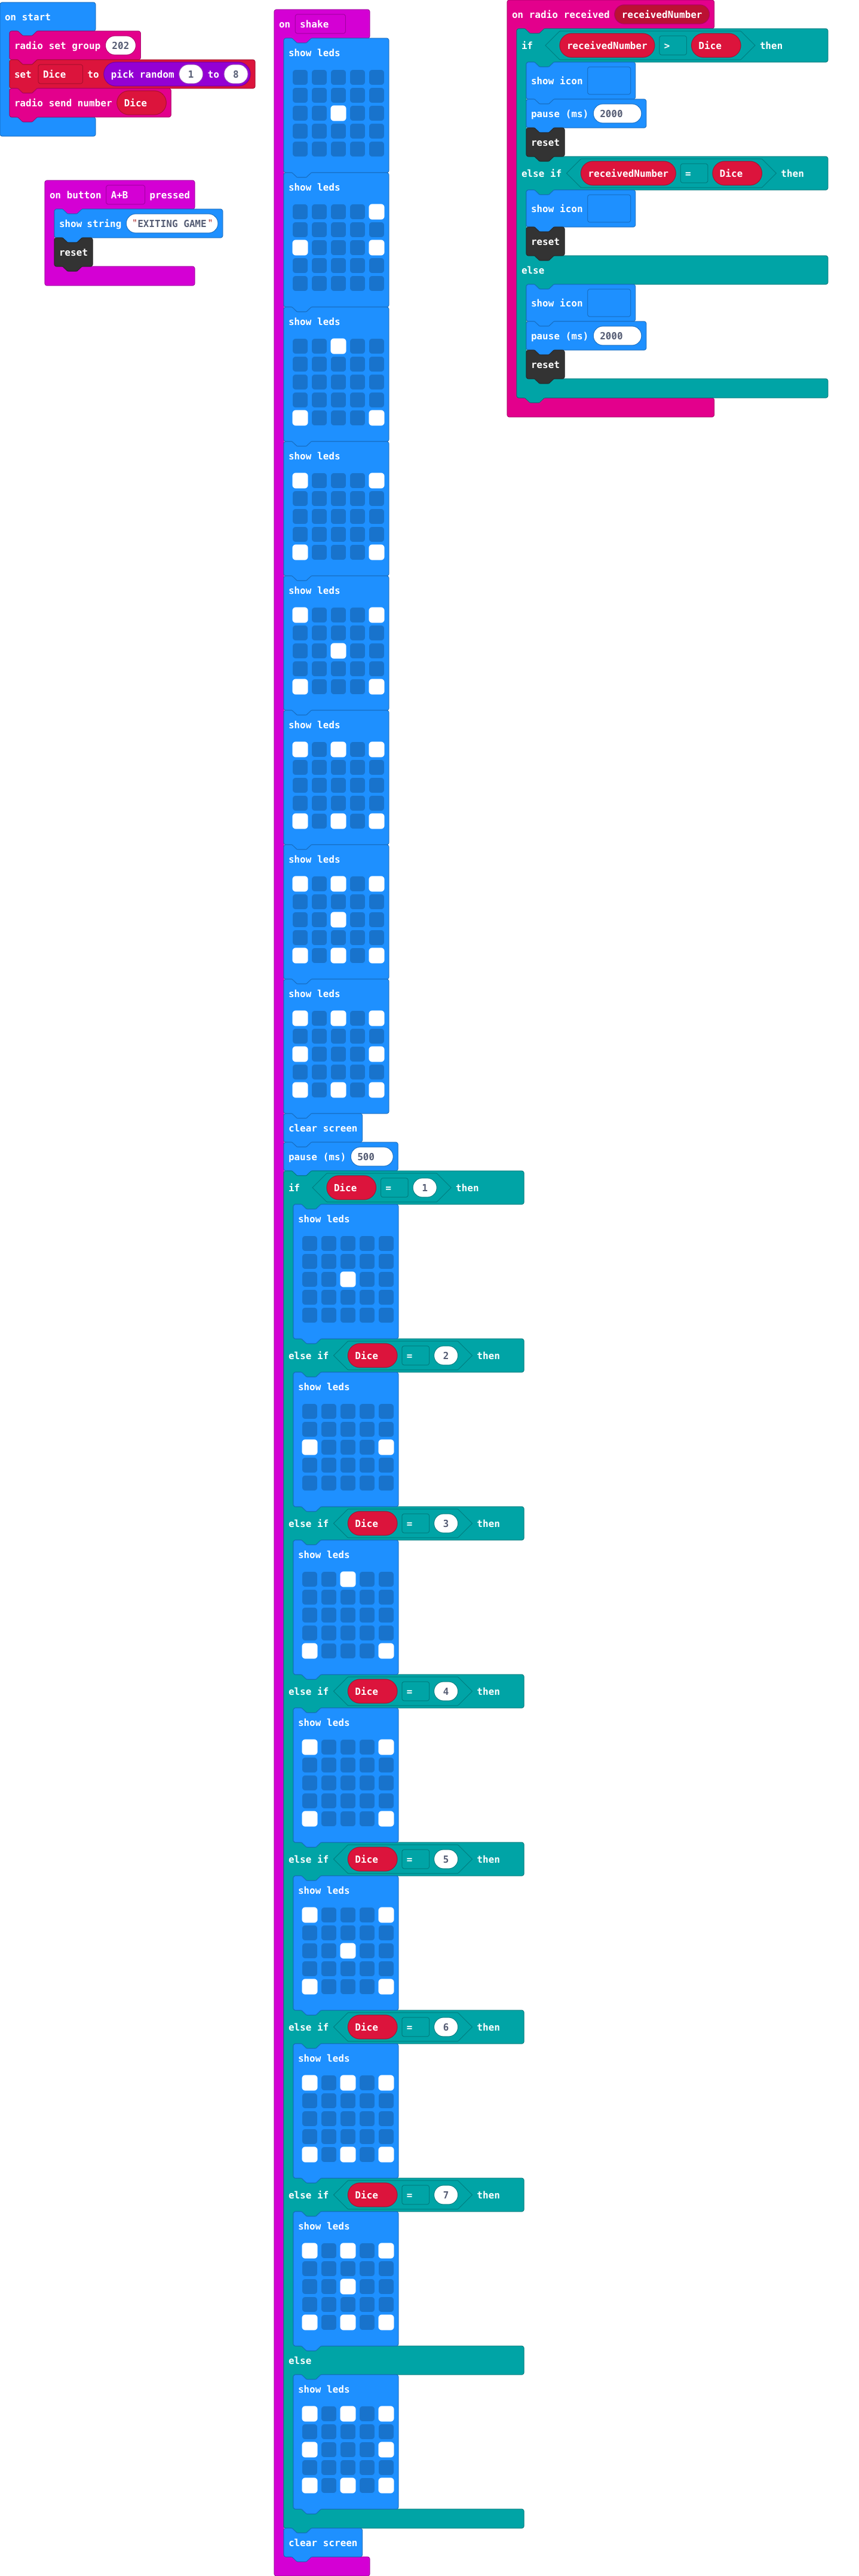 on start
radio set group 202
set Dice to pick random 1 to 8
radio send number Dice
on button A+B pressed
show string "EXITING GAME"
reset
on shake
show leds
show leds
show leds
show leds
show leds
show leds
show leds
show leds
clear screen
pause (ms) 500
if Dice = 1 then
show leds
else if Dice = 2 then
show leds
else if Dice = 3 then
show leds
else if Dice = 4 then
show leds
else if Dice = 5 then
show leds
else if Dice = 6 then
show leds
else if Dice = 7 then
show leds
else
show leds
clear screen
on radio received receivedNumber
if receivedNumber > Dice then
show icon
pause (ms) 2000
reset
else if receivedNumber = Dice then
show icon
reset
else
show icon
pause (ms) 2000
reset